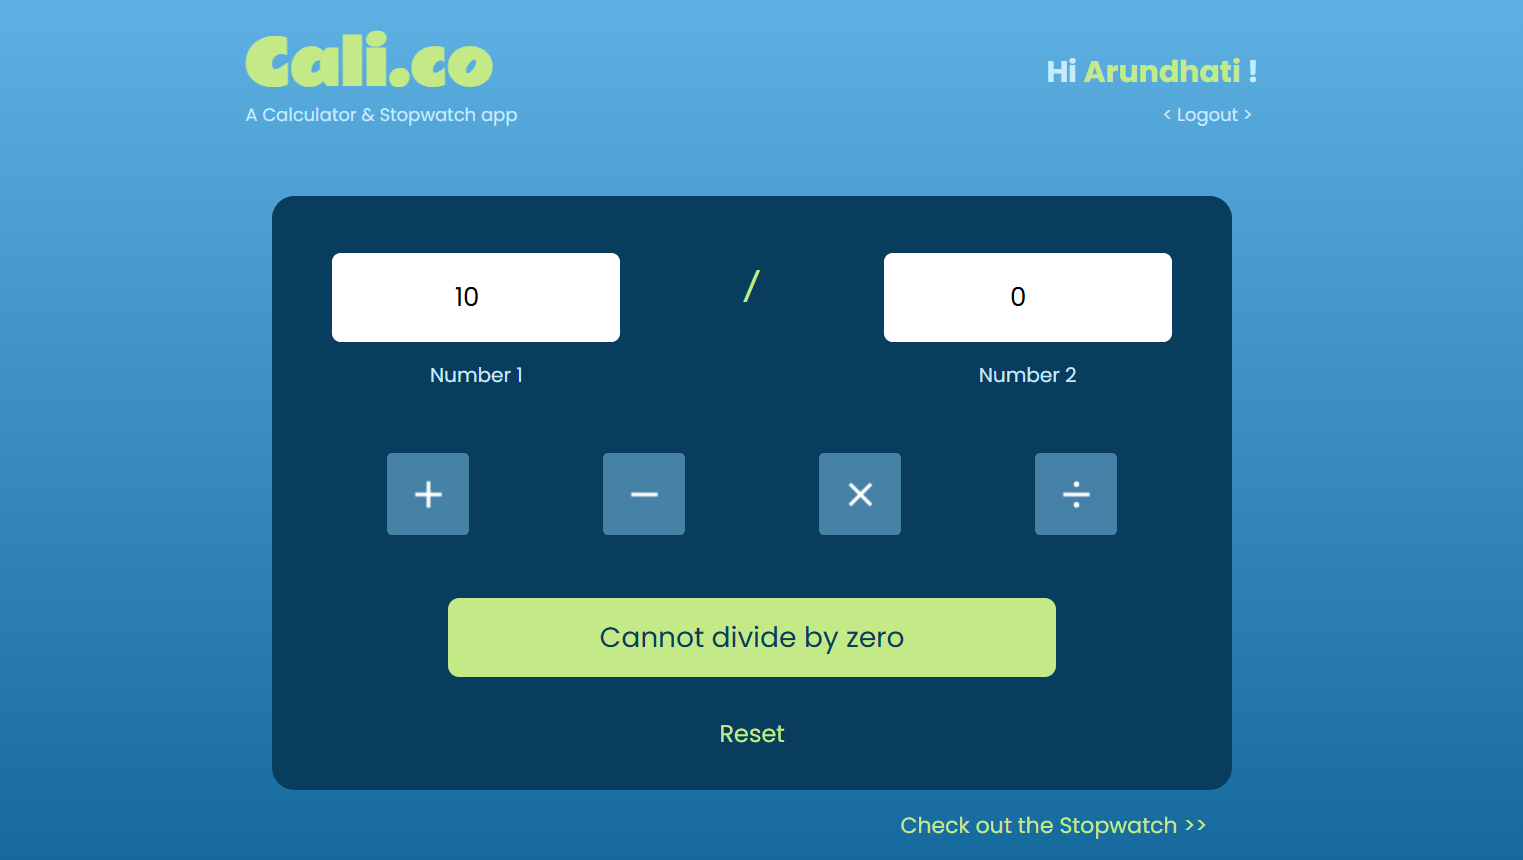 Cali.co
A Calculator & Stopwatch app
Hi Arundhati !
< Logout >
10
/
0
Number 1
Number 2
+
−
×
÷
Cannot divide by zero
Reset
Check out the Stopwatch >>